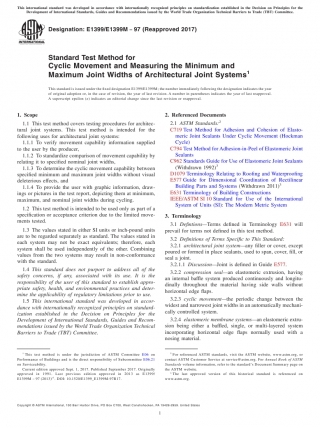 This international standard was developed in accordance with internationally recognized principles on standardization established in the Decision on Principles for the
Development of International Standards, Guides and Recommendations issued by the World Trade Organization Technical Barriers to Trade (TBT) Committee.
Designation: E1399/E1399M − 97 (Reapproved 2017)
Standard Test Method for
Cyclic Movement and Measuring the Minimum and
Maximum Joint Widths of Architectural Joint Systems1
This standard is issued under the fixed designation E1399/E1399M; the number immediately following the designation indicates the year
of original adoption or, in the case of revision, the year of last revision. A number in parentheses indicates the year of last reapproval.
A superscript epsilon (ε) indicates an editorial change since the last revision or reapproval.
1. Scope
1.1 This test method covers testing procedures for architec-
tural joint systems. This test method is intended for the
following uses for architectural joint systems:
1.1.1 To verify movement capability information supplied
to the user by the producer,
1.1.2 To standardize comparison of movement capability by
relating it to specified nominal joint widths,
1.1.3 To determine the cyclic movement capability between
specified minimum and maximum joint widths without visual
deleterious effects, and
1.1.4 To provide the user with graphic information, draw-
ings or pictures in the test report, depicting them at minimum,
maximum, and nominal joint widths during cycling.
1.2 This test method is intended to be used only as part of a
specification or acceptance criterion due to the limited move-
ments tested.
1.3 The values stated in either SI units or inch-pound units
are to be regarded separately as standard. The values stated in
each system may not be exact equivalents; therefore, each
system shall be used independently of the other. Combining
values from the two systems may result in non-conformance
with the standard.
1.4 This standard does not purport to address all of the
safety concerns, if any, associated with its use. It is the
responsibility of the user of this standard to establish appro-
priate safety, health, and environmental practices and deter-
mine the applicability of regulatory limitations prior to use.
1.5 This international standard was developed in accor-
dance with internationally recognized principles on standard-
ization established in the Decision on Principles for the
Development of International Standards, Guides and Recom-
mendations issued by the World Trade Organization Technical
Barriers to Trade (TBT) Committee.
2. Referenced Documents
2.1 ASTM Standards:2
C719 Test Method for Adhesion and Cohesion of Elasto-
meric Joint Sealants Under Cyclic Movement (Hockman
Cycle)
C794 Test Method for Adhesion-in-Peel of Elastomeric Joint
Sealants
C962 Guide for Use of Elastomeric Joint Sealants
(Withdrawn 1992)3
D1079 Terminology Relating to Roofing and Waterproofing
E577 Guide for Dimensional Coordination of Rectilinear
Building Parts and Systems (Withdrawn 2011)3
E631 Terminology of Building Constructions
IEEE/ASTM SI 10 Standard for Use of the International
System of Units (SI): The Modern Metric System
3. Terminology
3.1 Definitions—Terms defined in Terminology E631 will
prevail for terms not defined in this test method.
3.2 Definitions of Terms Specific to This Standard:
3.2.1 architectural joint system—any filler or cover, except
poured or formed in place sealants, used to span, cover, fill, or
seal a joint.
3.2.1.1 Discussion—Joint is defined in Guide E577.
3.2.2 compression seal—an elastomeric extrusion, having
an internal baffle system produced continuously and longitu-
dinally throughout the material having side walls without
horizontal edge flaps.
3.2.3 cyclic movement—the periodic change between the
widest and narrowest joint widths in an automatically mechani-
cally controlled system.
3.2.4 elastomeric membrane systems—an elastomeric extru-
sion being either a baffled, single, or multi-layered system
incorporating horizontal edge flaps normally used with a
nosing material.
1 This test method is under the jurisdiction of ASTM Committee E06 on
Performance of Buildings and is the direct responsibility of Subcommittee E06.21
on Serviceability.
Current edition approved Sept. 1, 2017. Published September 2017. Originally
approved in 1991. Last previous edition approved in 2013 as E1399/
E1399M – 97 (2013)ε1. DOI: 10.1520/E1399_E1399M-97R17.
2 For referenced ASTM standards, visit the ASTM website, www.astm.org, or
contact ASTM Customer Service at service@astm.org. For Annual Book of ASTM
Standards volume information, refer to the standard's Document Summary page on
the ASTM website.
3 The last approved version of this historical standard is referenced on
www.astm.org.
Copyright © ASTM International, 100 Barr Harbor Drive, PO Box C700, West Conshohocken, PA 19428-2959. United States
1